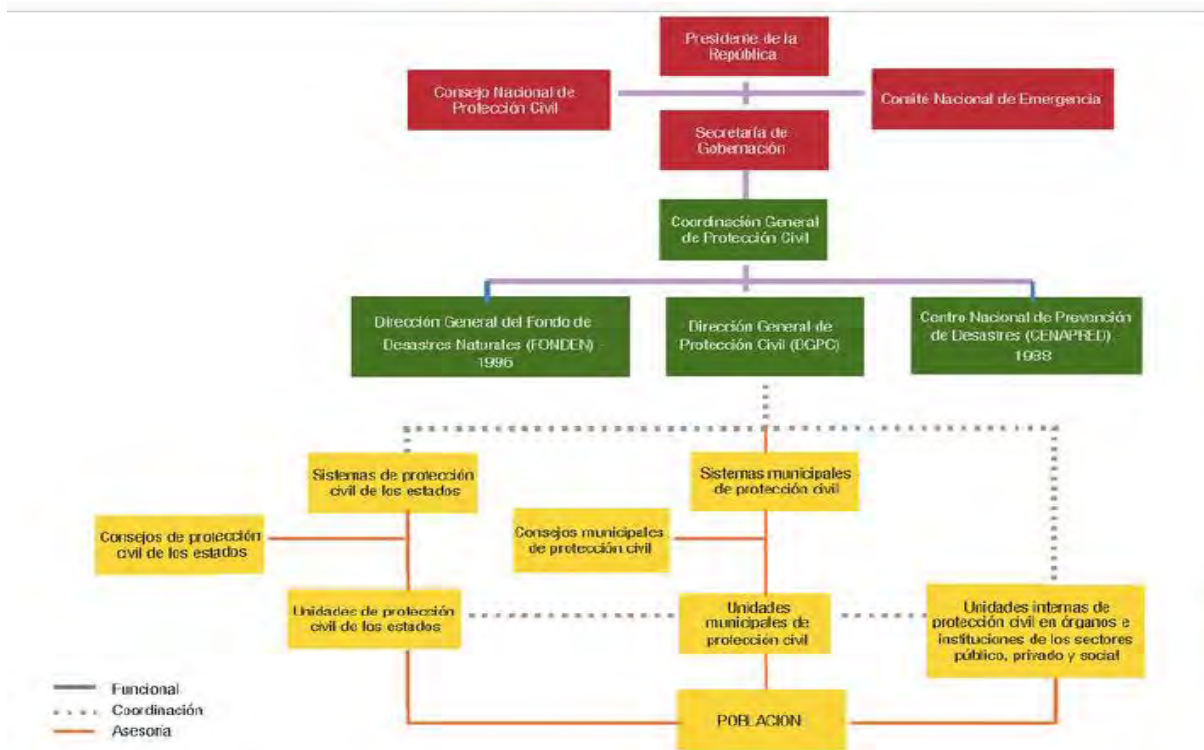 Presidente de la
República
Consejo Nacional de
Protección Civil
Comité Nacional de Emergencia
Secretaría de
Gobernación
Coordinación General
de Protección Civil
Dirección General del Fondo de
Desastres Naturales (FONDEN) -
1996
Dirección General de
Protección Civil (DGPC)
Centro Nacional de Prevención
de Desastres (CENAPRED) -
1988
Sistemas de protección
civil de los estados
Sistemas municipales
de protección civil
Consejos de protección
civil de los estados
Consejos municipales
de protección civil
Unidades de protección
civil de los estados
Unidades
municipales de
protección civil
Unidades internas de
protección civil en órganos e
instituciones de los sectores
público, privado y social
Funcional
Coordinación
Asesoría
POBLACIÓN